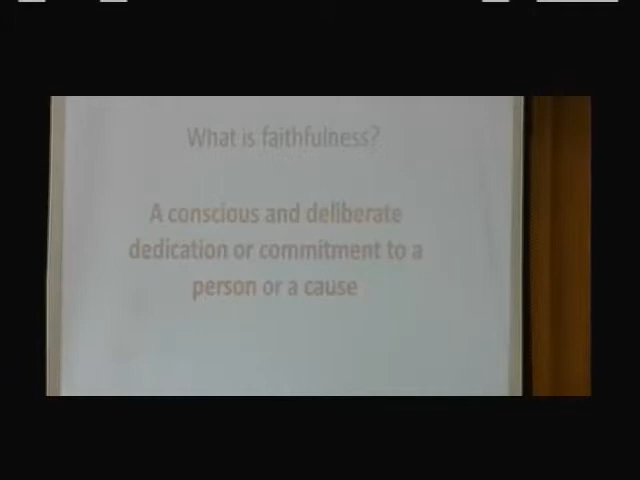 What is faithfulness?
A conscious and deliberate
dedication or commitment to a
person or a cause